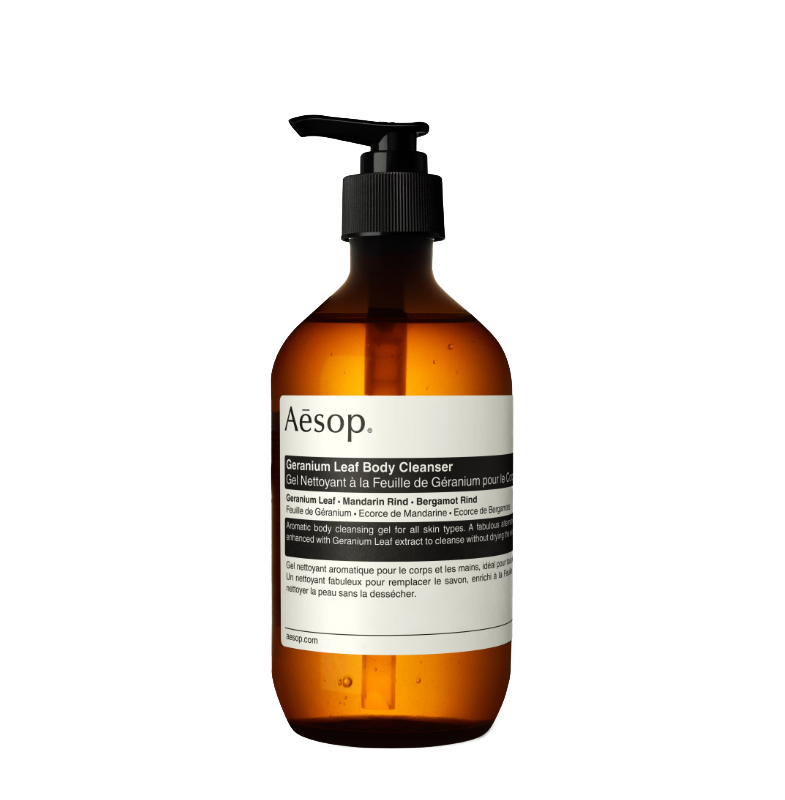 Aēsop.®
Geranium Leaf Body Cleanser
Gel Nettoyant à la Feuille de Géranium pour le
Geranium Leaf • Mandarin Rind • Bergamot Rind
Feuille de Géranium • Ecorce de Mandarine • Ecorce de
Aromatic body cleansing gel for all skin types. A fabulous
enhanced with Geranium Leaf extract to cleanse without drying the
Gel nettoyant aromatique pour le corps et les mains, idéal pour
Un nettoyant fabuleux pour remplacer le savon, enrichi à la
nettoyer la peau sans la dessécher.
aesop.com